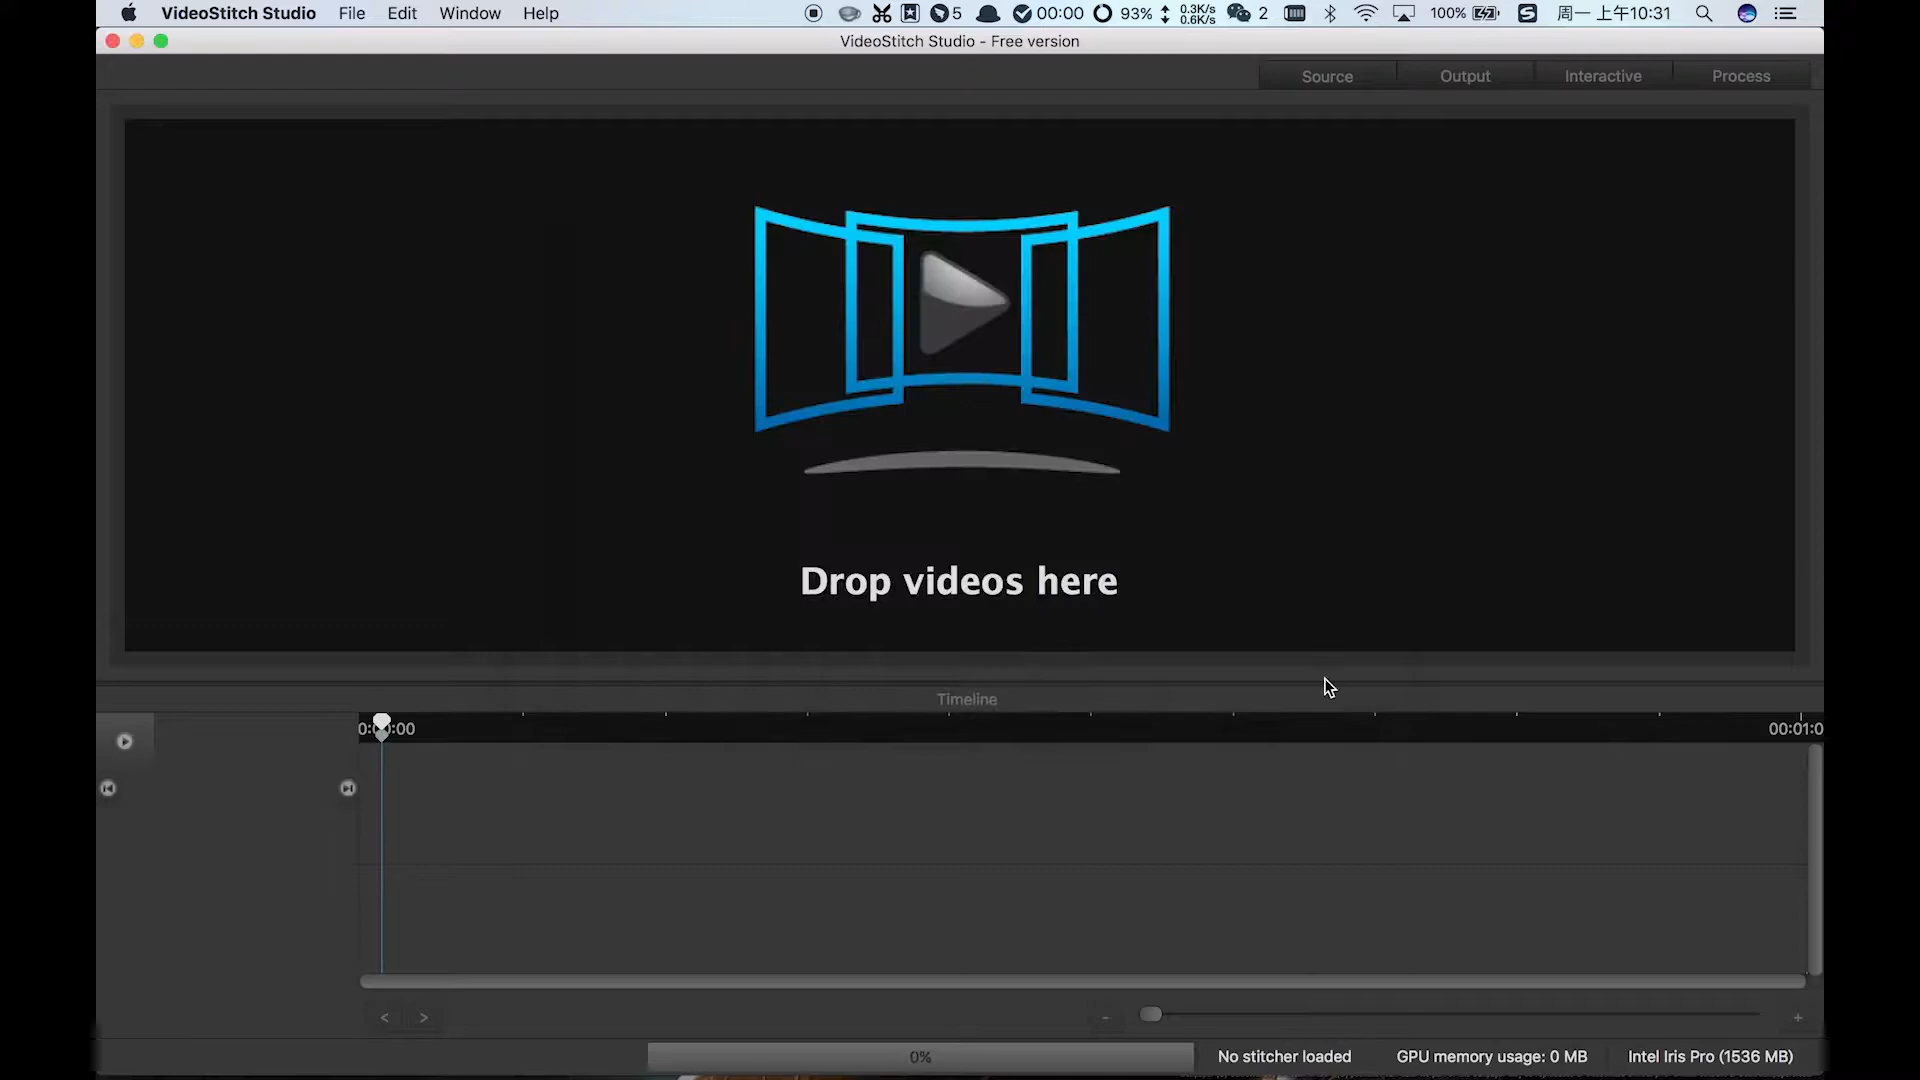 VideoStitch Studio File Edit Window Help 5 00:00 93% 0.3K/s 0.6K/s 2 100% 周一 上午10:31
VideoStitch Studio - Free version
Source Output Interactive Process
Drop videos here
Timeline
00:01:0
< > - +
0% No stitcher loaded GPU memory usage: 0 MB Intel Iris Pro (1536 MB)